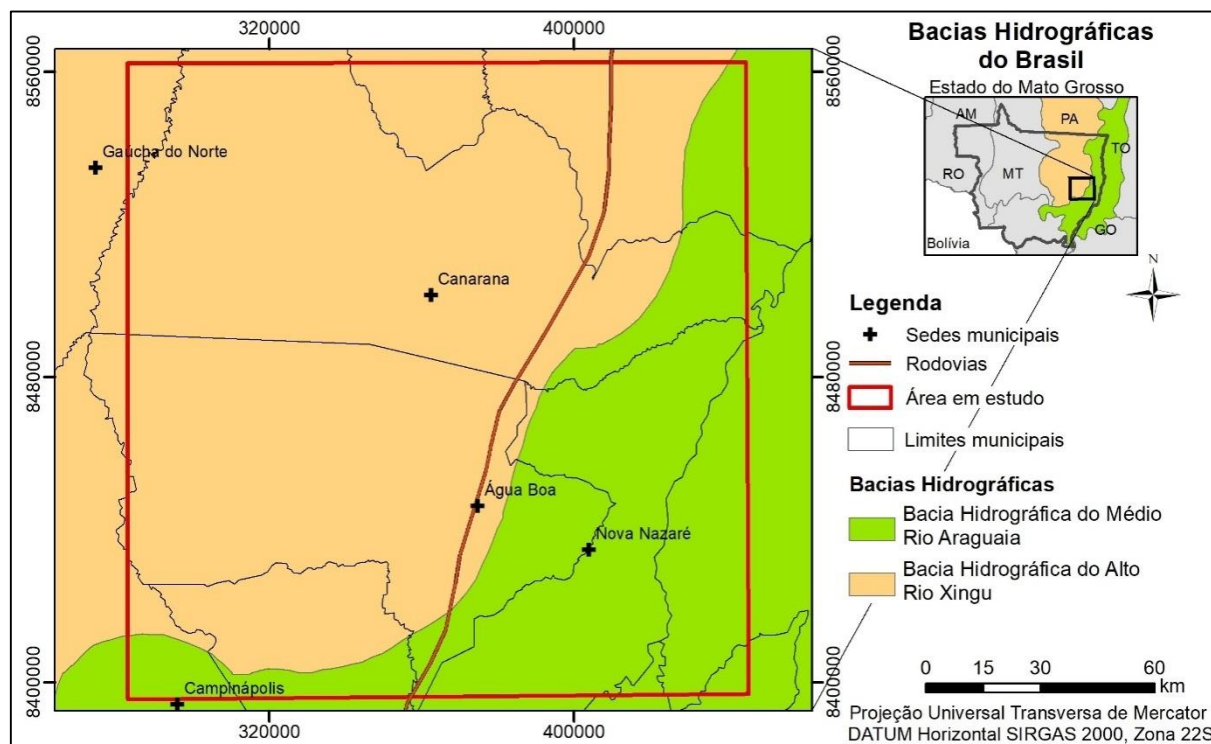 320000
400000
8560000
8560000
Gaúcha do Norte
Canarana
8480000
8480000
Água Boa
Nova Nazaré
8400000
8400000
Campinápolis
320000
400000
Bacias Hidrográficas
do Brasil
Estado do Mato Grosso
AM
PA
TO
RO
MT
GO
Bolívia
N
Legenda
Sedes municipais
Rodovias
Área em estudo
Limites municipais
Bacias Hidrográficas
Bacia Hidrográfica do Médio
Rio Araguaia
Bacia Hidrográfica do Alto
Rio Xingu
0 15 30 60
km
Projeção Universal Transversa de Mercator
DATUM Horizontal SIRGAS 2000, Zona 22S